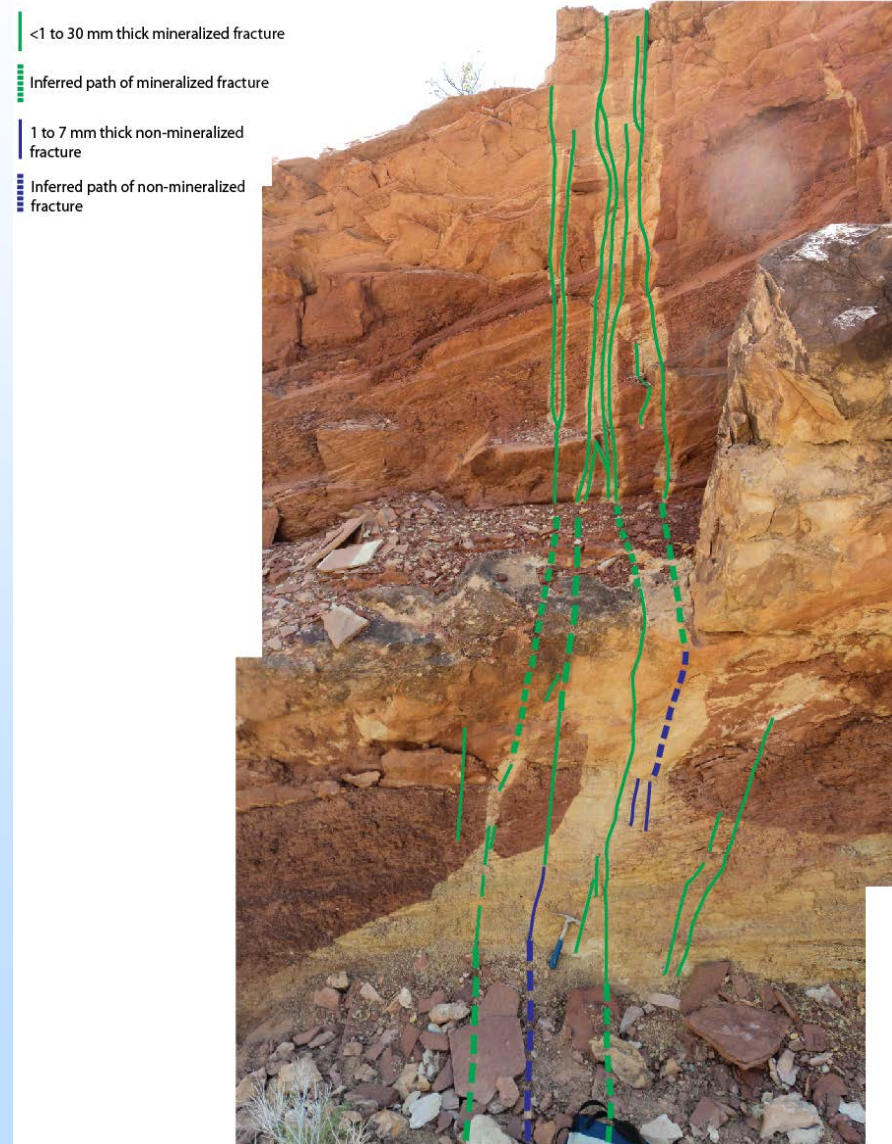 <1 to 30 mm thick mineralized fracture
Inferred path of mineralized fracture
1 to 7 mm thick non-mineralized
fracture
Inferred path of non-mineralized
fracture